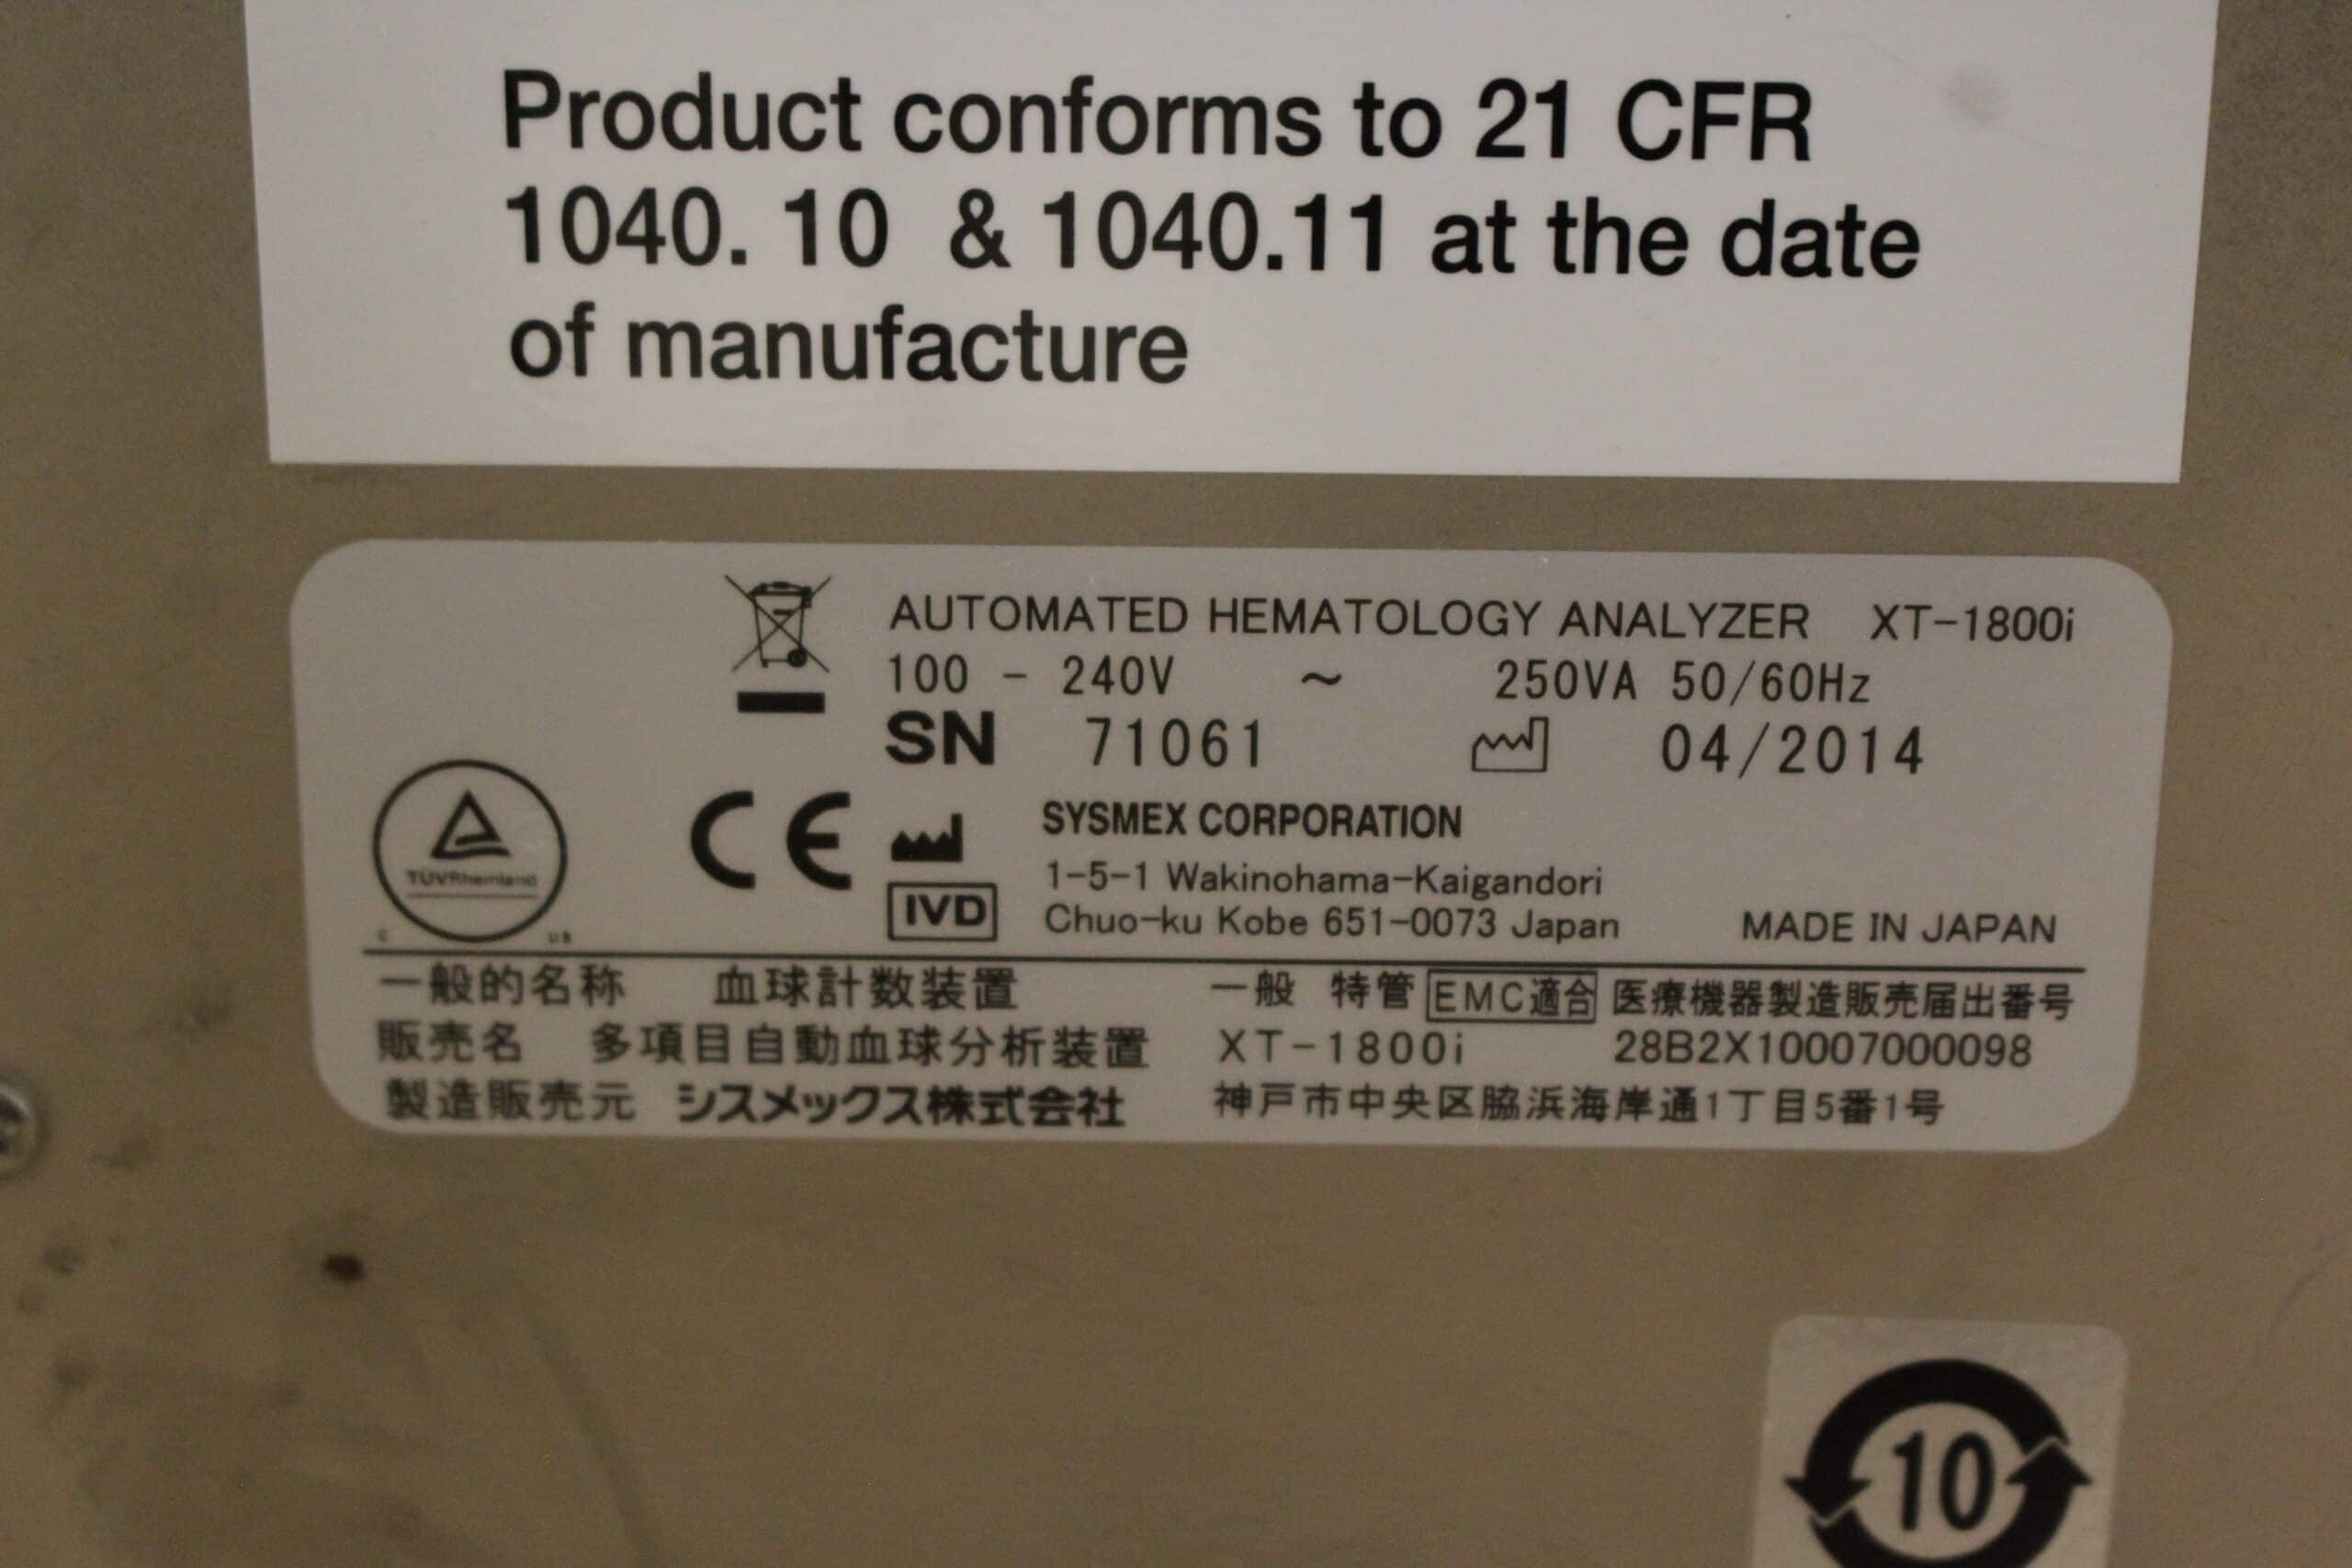 Product conforms to 21 CFR
1040. 10 & 1040.11 at the date
of manufacture
AUTOMATED HEMATOLOGY ANALYZER XT-1800i
100 - 240V ~ 250VA 50/60Hz
SN 71061 04/2014
TÜVRheinland
C US
CE
SYSMEX CORPORATION
1-5-1 Wakinohama-Kaigandori
IVD Chuo-ku Kobe 651-0073 Japan MADE IN JAPAN
一般的名称 血球計数装置 一般 特管 EMC適合 医療機器製造販売届出番号
販売名 多項目自動血球分析装置 XT-1800i 28B2X10007000098
製造販売元 シスメックス株式会社 神戸市中央区脇浜海岸通1丁目5番1号
10